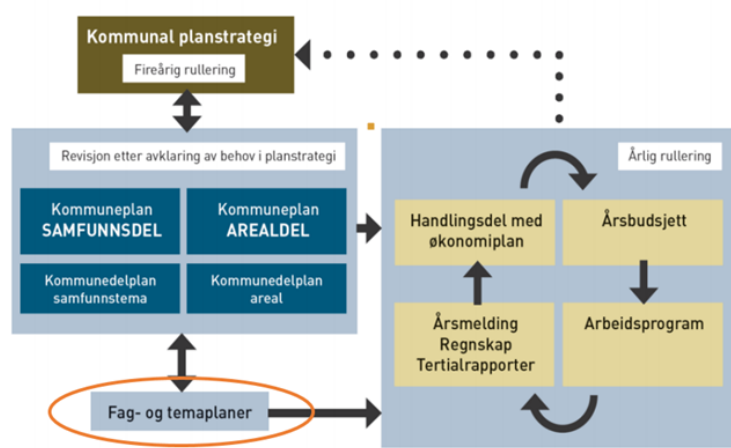 Kommunal planstrategi
Fireårig rullering
Revisjon etter avklaring av behov i planstrategi
Kommuneplan
SAMFUNNSDEL
Kommuneplan
AREALDEL
Kommunedelplan
samfunnstema
Kommunedelplan
areal
Fag- og temaplaner
Årlig rullering
Handlingsdel med
økonomiplan
Årsbudsjett
Årsmelding
Regnskap
Tertialrapporter
Arbeidsprogram